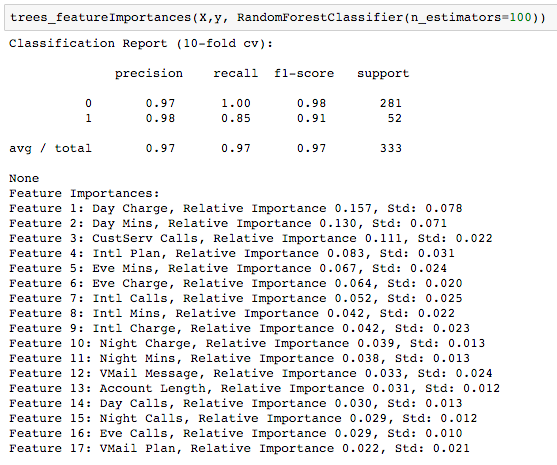 trees_featureImportances(X,y, RandomForestClassifier(n_estimators=100))
Classification Report (10-fold cv):
precision recall f1-score support
0 0.97 1.00 0.98 281
1 0.98 0.85 0.91 52
avg / total 0.97 0.97 0.97 333
None
Feature Importances:
Feature 1: Day Charge, Relative Importance 0.157, Std: 0.078
Feature 2: Day Mins, Relative Importance 0.130, Std: 0.071
Feature 3: CustServ Calls, Relative Importance 0.111, Std: 0.022
Feature 4: Intl Plan, Relative Importance 0.083, Std: 0.031
Feature 5: Eve Mins, Relative Importance 0.067, Std: 0.024
Feature 6: Eve Charge, Relative Importance 0.064, Std: 0.020
Feature 7: Intl Calls, Relative Importance 0.052, Std: 0.025
Feature 8: Intl Mins, Relative Importance 0.042, Std: 0.022
Feature 9: Intl Charge, Relative Importance 0.042, Std: 0.023
Feature 10: Night Charge, Relative Importance 0.039, Std: 0.013
Feature 11: Night Mins, Relative Importance 0.038, Std: 0.013
Feature 12: VMail Message, Relative Importance 0.033, Std: 0.024
Feature 13: Account Length, Relative Importance 0.031, Std: 0.012
Feature 14: Day Calls, Relative Importance 0.030, Std: 0.013
Feature 15: Night Calls, Relative Importance 0.029, Std: 0.012
Feature 16: Eve Calls, Relative Importance 0.029, Std: 0.010
Feature 17: VMail Plan, Relative Importance 0.022, Std: 0.021